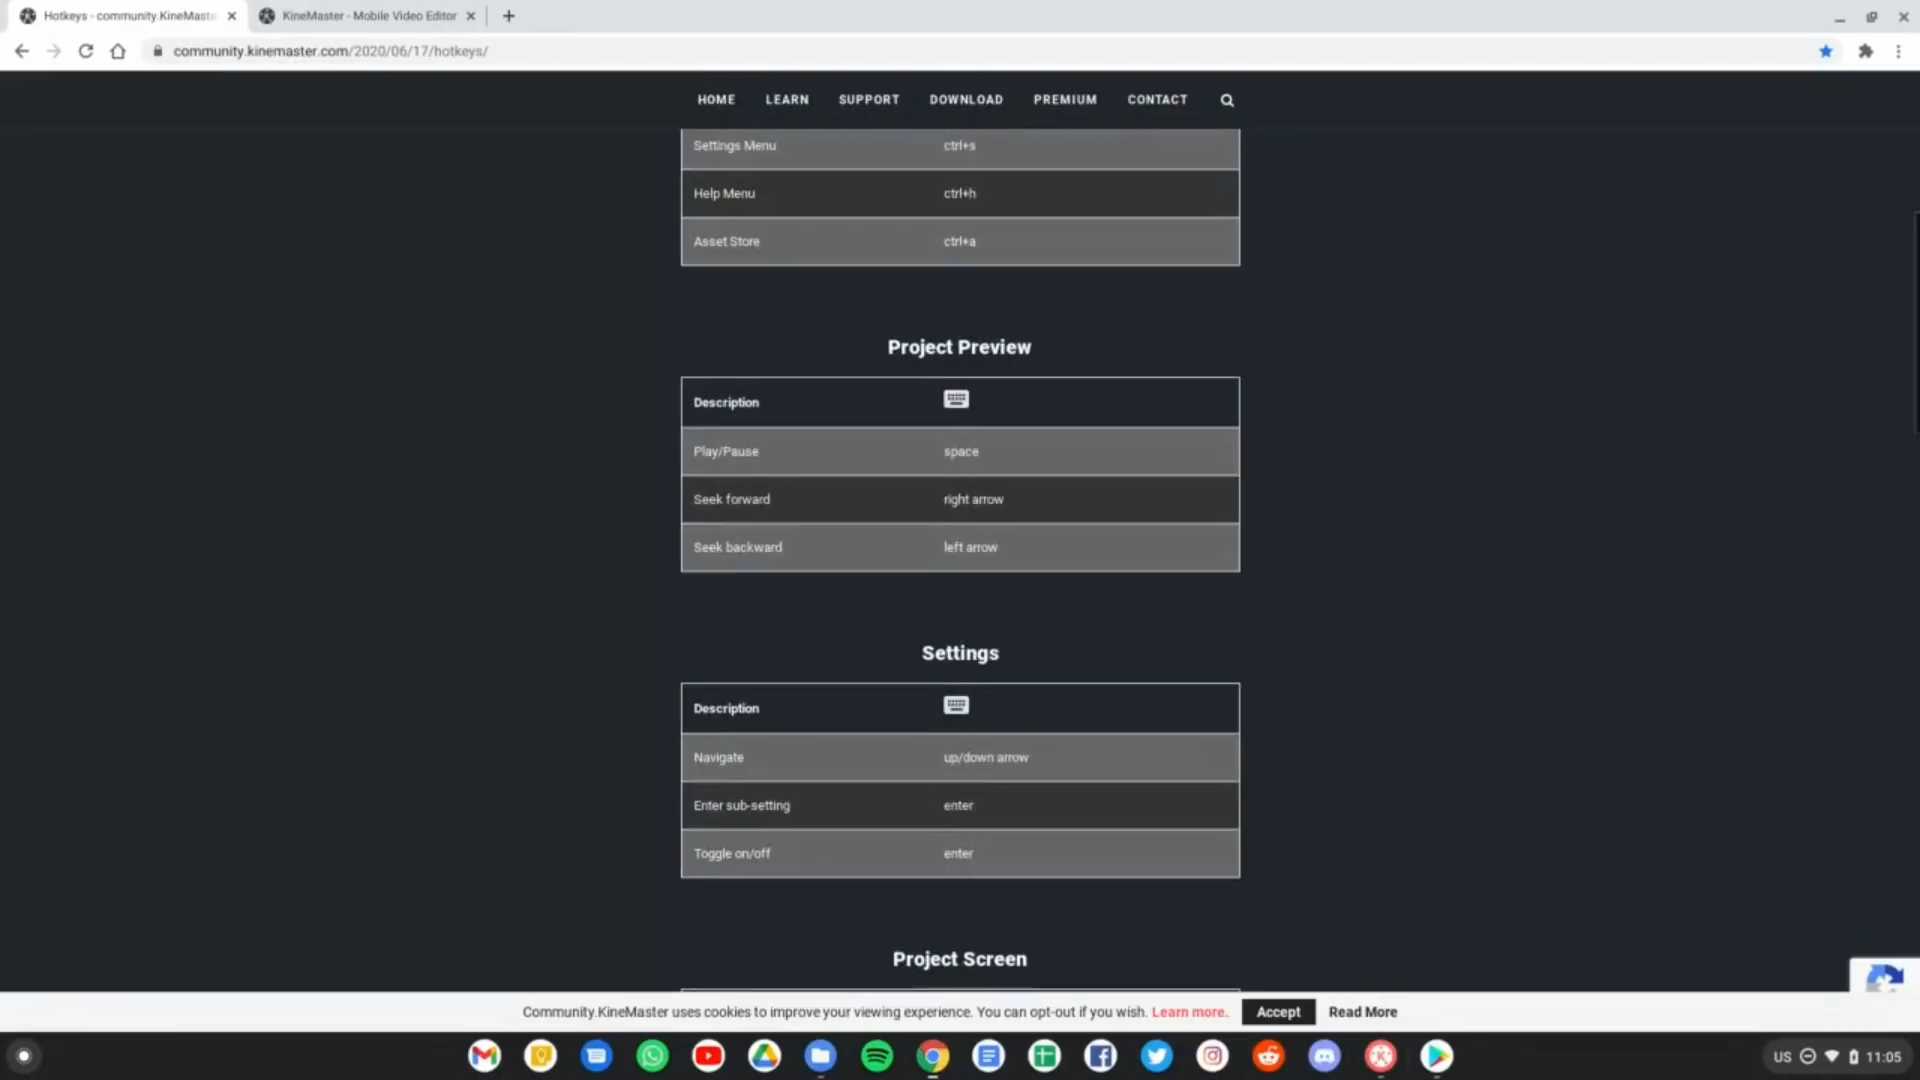 Hotkeys - community.KineMaste
KineMaster - Mobile Video Editor
community.kinemaster.com/2020/06/17/hotkeys/
HOME LEARN SUPPORT DOWNLOAD PREMIUM CONTACT
Settings Menu ctrl+s
Help Menu ctrl+h
Asset Store ctrl+a
Project Preview
Description
Play/Pause space
Seek forward right arrow
Seek backward left arrow
Settings
Description
Navigate up/down arrow
Enter sub-setting enter
Toggle on/off enter
Project Screen
Community.KineMaster uses cookies to improve your viewing experience. You can opt-out if you wish. Learn more. Accept Read More
US 11:05